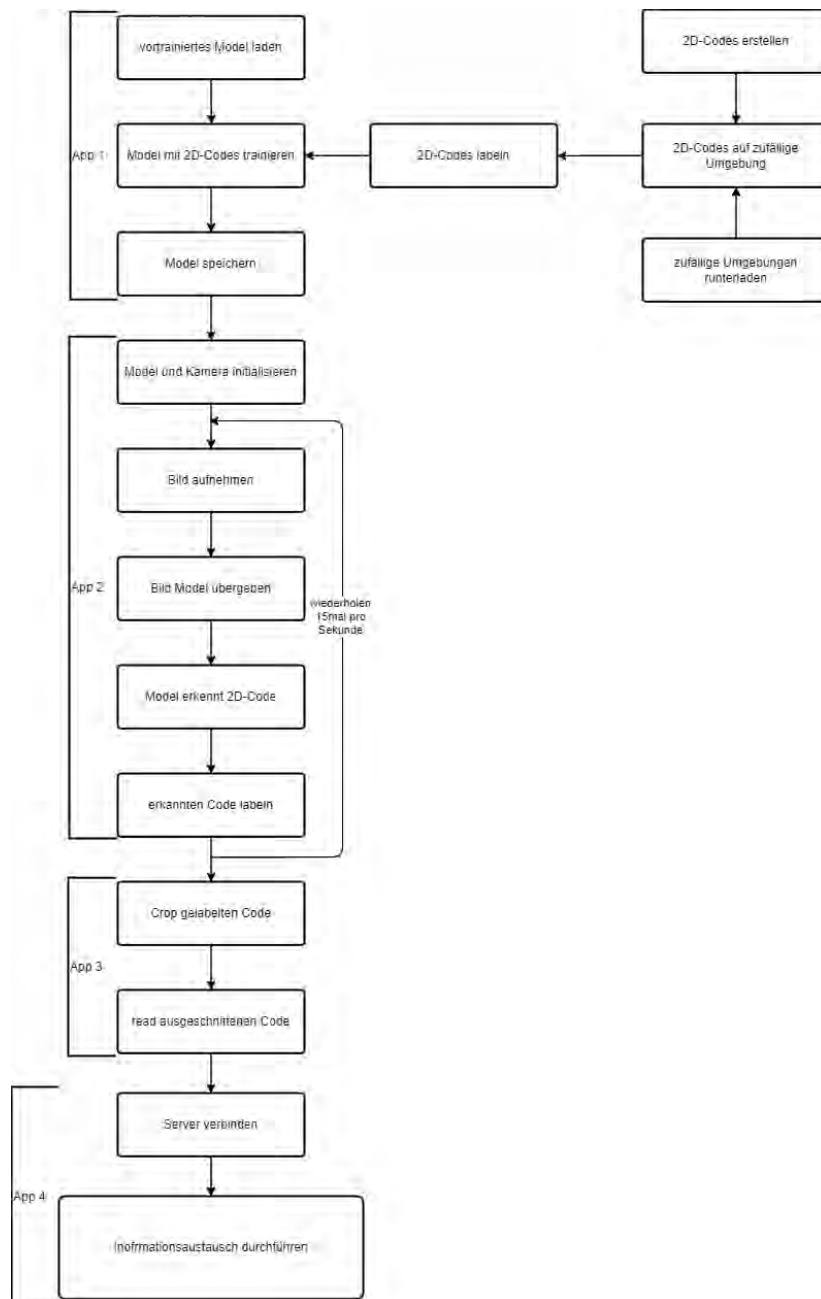 vortrainiertes Model laden
2D-Codes erstellen
App 1
Model mit 2D-Codes trainieren
2D-Codes labeln
2D-Codes auf zufällige
Umgebung
Model speichern
zufällige Umgebungen
runterladen
Model und Kamera initialisieren
Bild aufnehmen
App 2
Bild Model übergeben
wiederholen
15mal pro
Sekunde
Model erkennt 2D-Code
erkannten Code labeln
Crop gelabelten Code
App 3
read ausgeschnittenen Code
Server verbinden
App 4
Inofrmationsaustausch durchführen